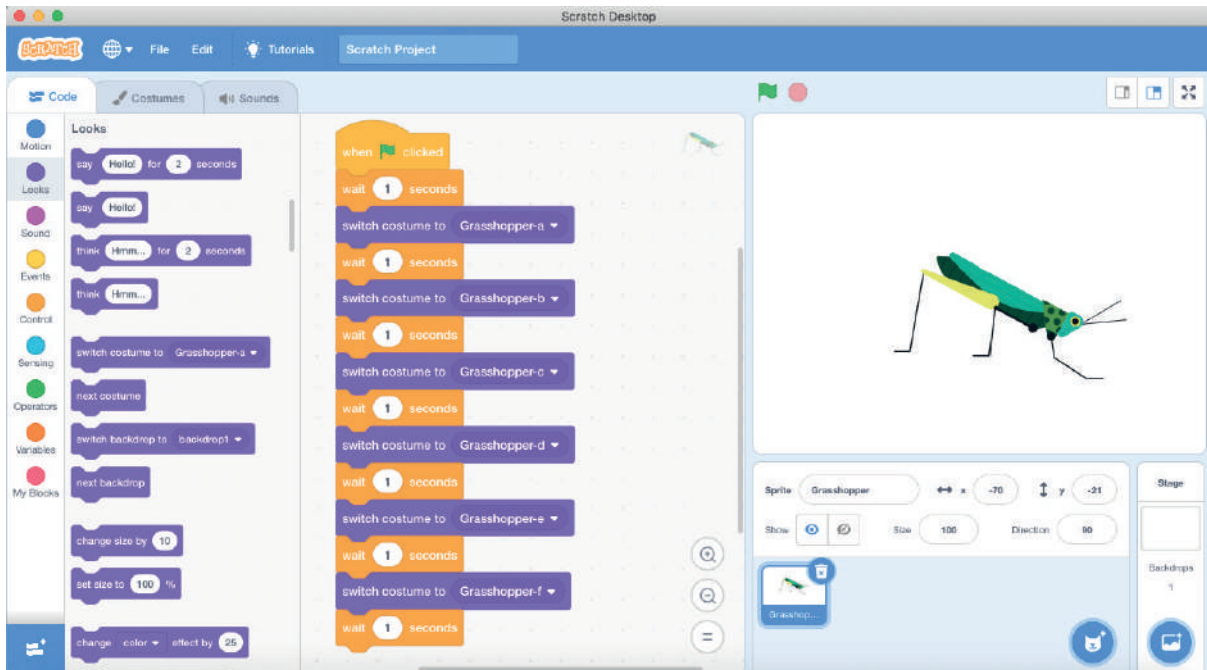 Scratch Desktop
SCRATCH
File Edit Tutorials Scratch Project
Code Costumes Sounds
Motion
Looks
Sound
Events
Control
Sensing
Operators
Variables
My Blocks
Looks
say Hello! for 2 seconds
say Hello!
think Hmm... for 2 seconds
think Hmm...
switch costume to Grasshopper-a
next costume
switch backdrop to backdrop1
next backdrop
change size by 10
set size to 100 %
change color effect by 25
when clicked
wait 1 seconds
switch costume to Grasshopper-a
wait 1 seconds
switch costume to Grasshopper-b
wait 1 seconds
switch costume to Grasshopper-c
wait 1 seconds
switch costume to Grasshopper-d
wait 1 seconds
switch costume to Grasshopper-e
wait 1 seconds
switch costume to Grasshopper-f
wait 1 seconds
Sprite Grasshopper x -70 y -21
Show Size 100 Direction 90
Grasshop...
Stage
Backdrops
1